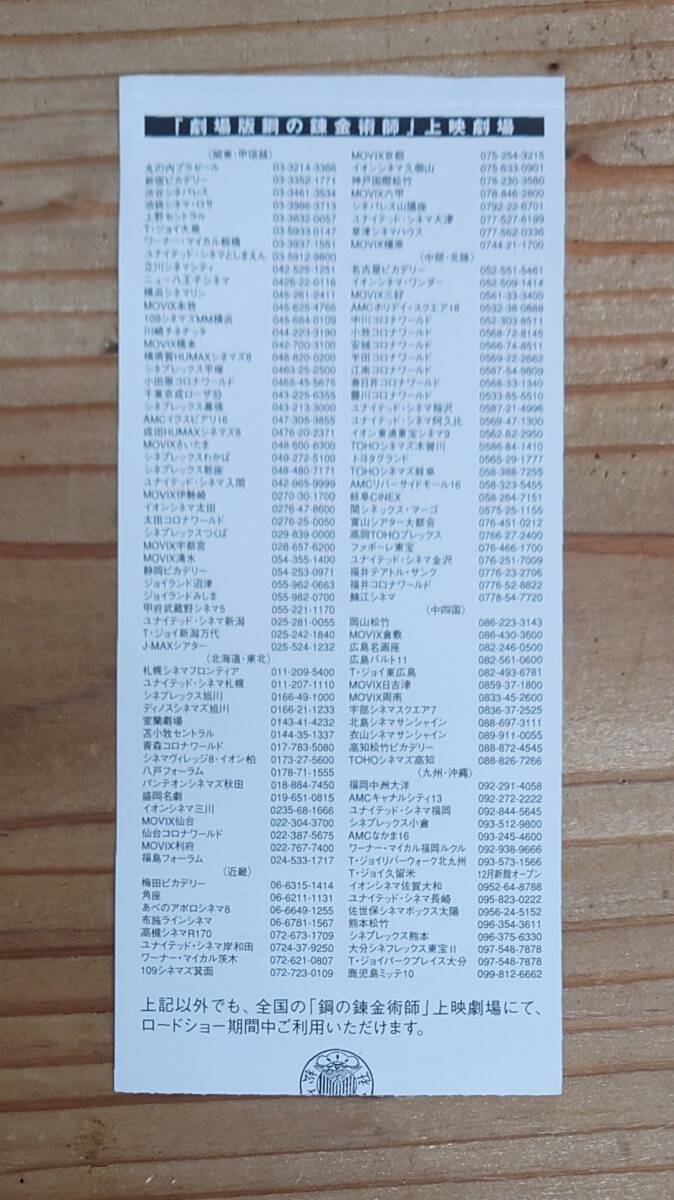 「劇場版鋼の錬金術師」上映劇場
(関東・甲信越)
丸の内プラゼール 03-3214-3366
新宿ピカデリー 03-3352-1771
渋谷シネパレス 03-3461-3534
池袋シネマ・ロサ 03-3986-3713
上野セントラル 03-3832-0057
T・ジョイ大泉 03-5933-0147
ワーナー・マイカル板橋 03-3937-1551
ユナイテッド・シネマとしまえん 03-5912-9800
立川シネマシティ 042-525-1251
ニュー八王子シネマ 0426-22-0116
横浜シネマリン 045-261-2411
MOVIX本牧 045-625-4766
109シネマズMM横浜 045-664-0109
川崎チネチッタ 044-223-3190
MOVIX橋本 042-700-3100
横須賀HUMAXシネマズ8 046-820-0200
シネプレックス平塚 0463-25-2500
小田原コロナワールド 0465-45-5675
千葉京成ローザ10 043-225-6355
シネプレックス幕張 043-213-3000
AMCイクスピアリ16 047-305-3855
成田HUMAXシネマズ8 0476-20-2371
MOVIXさいたま 048-600-6300
シネプレックスわかば 049-272-5100
シネプレックス新座 048-480-7171
ユナイテッド・シネマ入間 042-965-9999
MOVIX伊勢崎 0270-30-1700
イオンシネマ太田 0276-47-8600
太田コロナワールド 0276-25-0050
シネプレックスつくば 029-839-0000
MOVIX宇都宮 028-657-6200
MOVIX清水 054-355-1400
静岡ピカデリー 054-253-0971
ジョイランド沼津 055-962-0663
ジョイランドみしま 055-982-0700
甲府武蔵野シネマ5 055-221-1170
ユナイテッド・シネマ新潟 025-281-0055
T・ジョイ新潟万代 025-242-1840
J-MAXシアター 025-524-1232
(北海道・東北)
札幌シネマフロンティア 011-209-5400
ユナイテッド・シネマ札幌 011-207-1110
シネプレックス旭川 0166-49-1000
ディノスシネマズ旭川 0166-21-1233
室蘭劇場 0143-41-4232
苫小牧セントラル 0144-35-1337
青森コロナワールド 017-783-5080
シネマヴィレッジ8・イオン柏 0173-27-5600
八戸フォーラム 0178-71-1555
パンテオンシネマズ秋田 018-884-7450
盛岡名劇 019-651-0815
イオンシネマ三川 0235-68-1666
MOVIX仙台 022-304-3700
仙台コロナワールド 022-387-5675
MOVIX利府 022-767-7400
福島フォーラム 024-533-1717
(近畿)
梅田ピカデリー 06-6315-1414
角座 06-6211-1131
あべのアポロシネマ8 06-6649-1255
布施ラインシネマ 06-6781-1567
高槻シネマR170 072-673-1709
ユナイテッド・シネマ岸和田 0724-37-9250
ワーナー・マイカル茨木 072-621-0807
109シネマズ箕面 072-723-0109
MOVIX京都 075-254-3215
イオンシネマ久御山 075-633-0901
神戸国際松竹 078-230-3580
MOVIX六甲 078-846-2800
シネパレス山陽座 0792-22-6701
ユナイテッド・シネマ大津 077-527-6199
草津シネマハウス 077-562-0336
MOVIX橿原 0744-21-1700
(中部・北陸)
名古屋ピカデリー 052-551-5461
イオンシネマ・ワンダー 052-509-1414
MOVIX三好 0561-33-3400
AMCホリデイ・スクエア18 0532-38-0888
中川コロナワールド 052-303-8511
小牧コロナワールド 0568-72-8145
安城コロナワールド 0566-74-8511
半田コロナワールド 0569-22-2662
江南コロナワールド 0587-54-9809
春日井コロナワールド 0568-33-1340
豊川コロナワールド 0533-85-5510
ユナイテッド・シネマ稲沢 0587-21-4996
ユナイテッド・シネマ阿久比 0569-47-1300
イオン東浦東宝シネマ9 0562-82-2950
TOHOシネマズ木曽川 0586-84-1410
トヨタグランド 0565-29-1777
TOHOシネマズ岐阜 058-388-7255
AMCリバーサイドモール16 058-323-5455
岐阜CINEX 058-264-7151
関シネックス・マーゴ 0575-25-1155
富山シアター大都会 076-451-0212
高岡TOHOプレックス 0766-27-2400
ファボーレ東宝 076-466-1700
ユナイテッド・シネマ金沢 076-251-7009
福井テアトル・サンク 0776-23-2706
福井コロナワールド 0776-52-8822
鯖江シネマ 0778-54-7720
(中四国)
岡山松竹 086-223-3143
MOVIX倉敷 086-430-3600
広島名画座 082-246-0500
広島バルト11 082-561-0600
T・ジョイ東広島 082-493-6781
MOVIX日吉津 0859-37-1800
MOVIX周南 0833-45-2600
宇部シネマスクエア7 0836-37-2525
北島シネマサンシャイン 088-697-3111
衣山シネマサンシャイン 089-911-0055
高知松竹ピカデリー 088-872-4545
TOHOシネマズ高知 088-826-7266
(九州・沖縄)
福岡中洲大洋 092-291-4058
AMCキャナルシティ13 092-272-2222
ユナイテッド・シネマ福岡 092-844-5645
シネプレックス小倉 093-512-9800
AMCなかま16 093-245-4600
ワーナー・マイカル福岡ルクル 092-938-9666
T・ジョイリバーウォーク北九州 093-573-1566
T・ジョイ久留米 12月新館オープン
イオンシネマ佐賀大和 0952-64-8788
ユナイテッド・シネマ長崎 095-823-0222
佐世保シネマボックス太陽 0956-24-5152
熊本松竹 096-354-3611
シネプレックス熊本 096-375-6330
大分シネフレックス東宝II 097-548-7878
T・ジョイパークプレイス大分 097-548-7878
鹿児島ミッテ10 099-812-6662
上記以外でも、全国の「鋼の錬金術師」上映劇場にて、
ロードショー期間中ご利用いただけます。